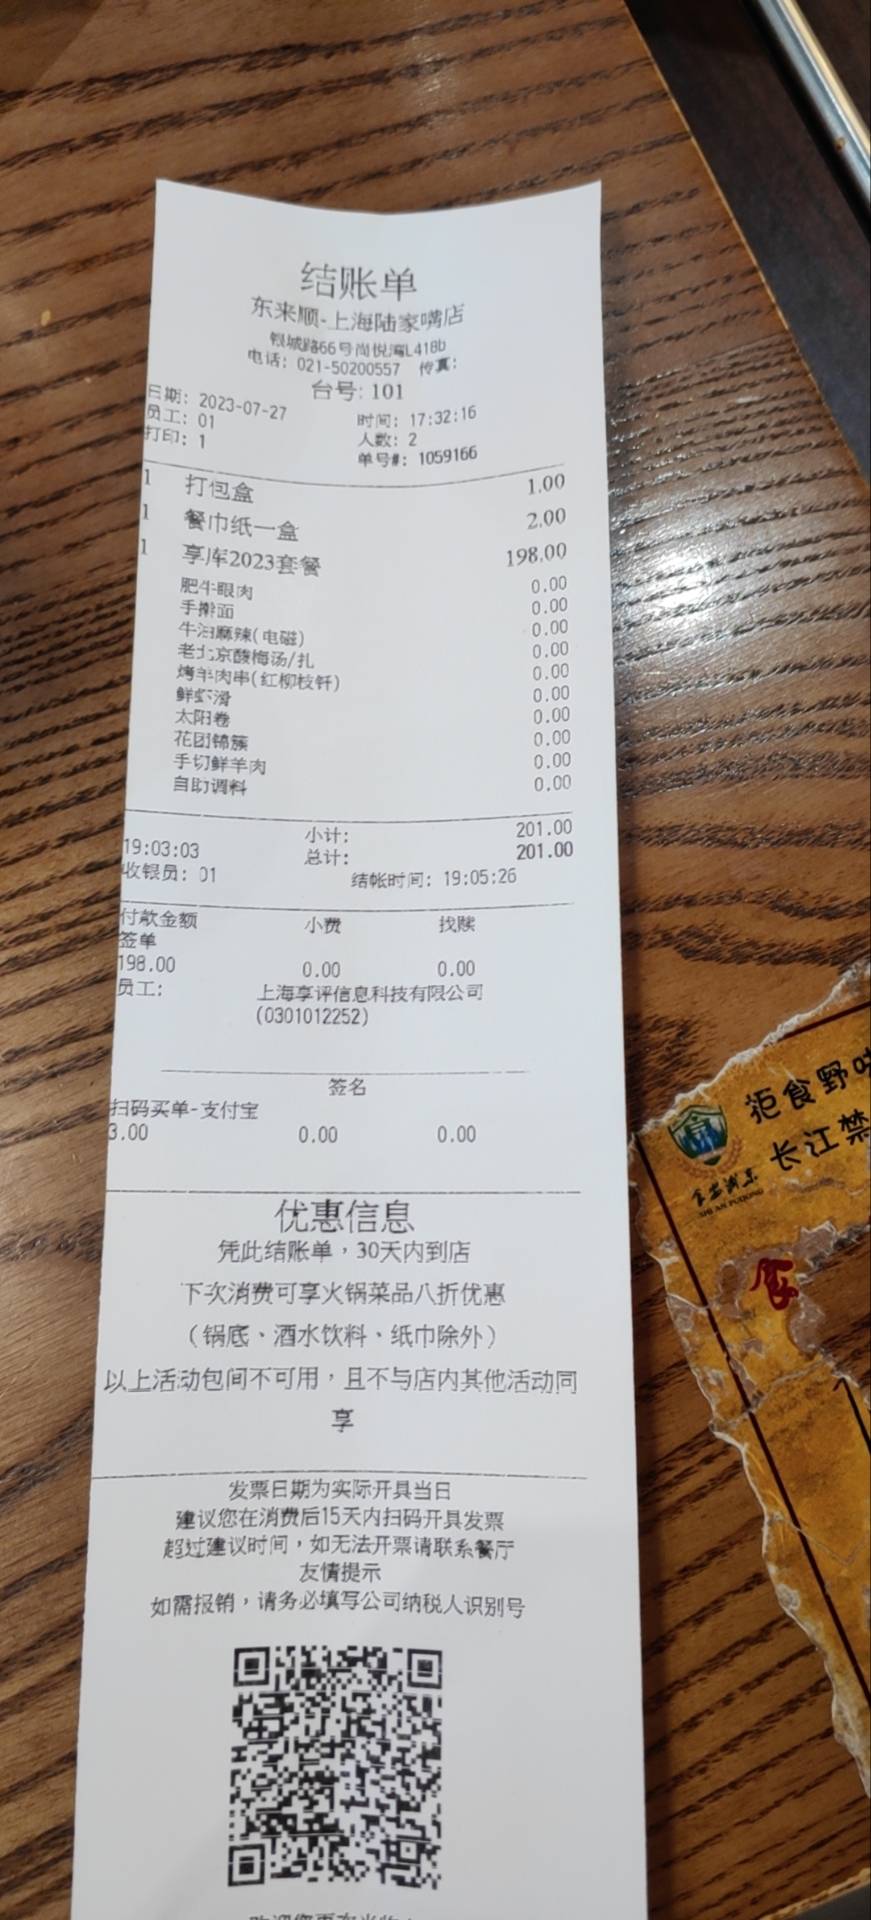 结账单
东来顺-上海陆家嘴店
银城路66号尚悦湾L418b
电话: 021-50200557 传真:
台号: 101
日期: 2023-07-27 时间: 17:32:16
员工: 01 人数: 2
打印: 1 单号#: 1059166
1 打包盒 1.00
1 餐巾纸一盒 2.00
1 享库2023套餐 198.00
肥牛眼肉 0.00
手擀面 0.00
牛油麻辣(电磁) 0.00
老北京酸梅汤/扎 0.00
烤羊肉串(红柳枝钎) 0.00
鲜虾滑 0.00
太阳卷 0.00
花团锦簇 0.00
手切鲜羊肉 0.00
自助调料 0.00
小计: 201.00
19:03:03 总计: 201.00
收银员: 01 结帐时间: 19:05:26
付款金额 小费 找赎
签单
198.00 0.00 0.00
员工: 上海享评信息科技有限公司
(0301012252)
签名
扫码买单-支付宝
3.00 0.00 0.00
优惠信息
凭此结账单，30天内到店
下次消费可享火锅菜品八折优惠
（锅底、酒水饮料、纸巾除外）
以上活动包间不可用，且不与店内其他活动同
享
发票日期为实际开具当日
建议您在消费后15天内扫码开具发票
超过建议时间，如无法开票请联系餐厅
友情提示
如需报销，请务必填写公司纳税人识别号
拒食野味
长江禁
食安浦东
SHI AN PUDONG
食